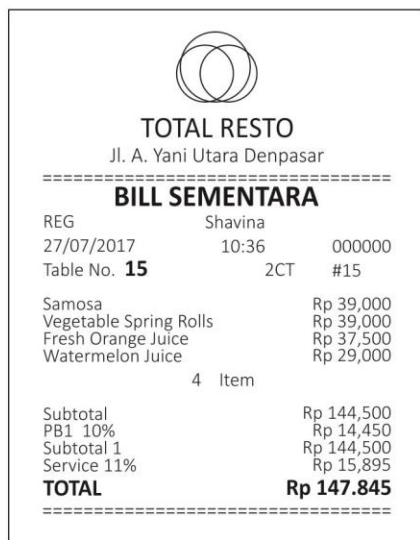 TOTAL RESTO
Jl. A. Yani Utara Denpasar
==================================
BILL SEMENTARA
REG Shavina
27/07/2017 10:36 000000
Table No. 15 2CT #15
Samosa Rp 39,000
Vegetable Spring Rolls Rp 39,000
Fresh Orange Juice Rp 37,500
Watermelon Juice Rp 29,000
4 Item
Subtotal Rp 144,500
PB1 10% Rp 14,450
Subtotal 1 Rp 144,500
Service 11% Rp 15,895
TOTAL Rp 147.845
==================================